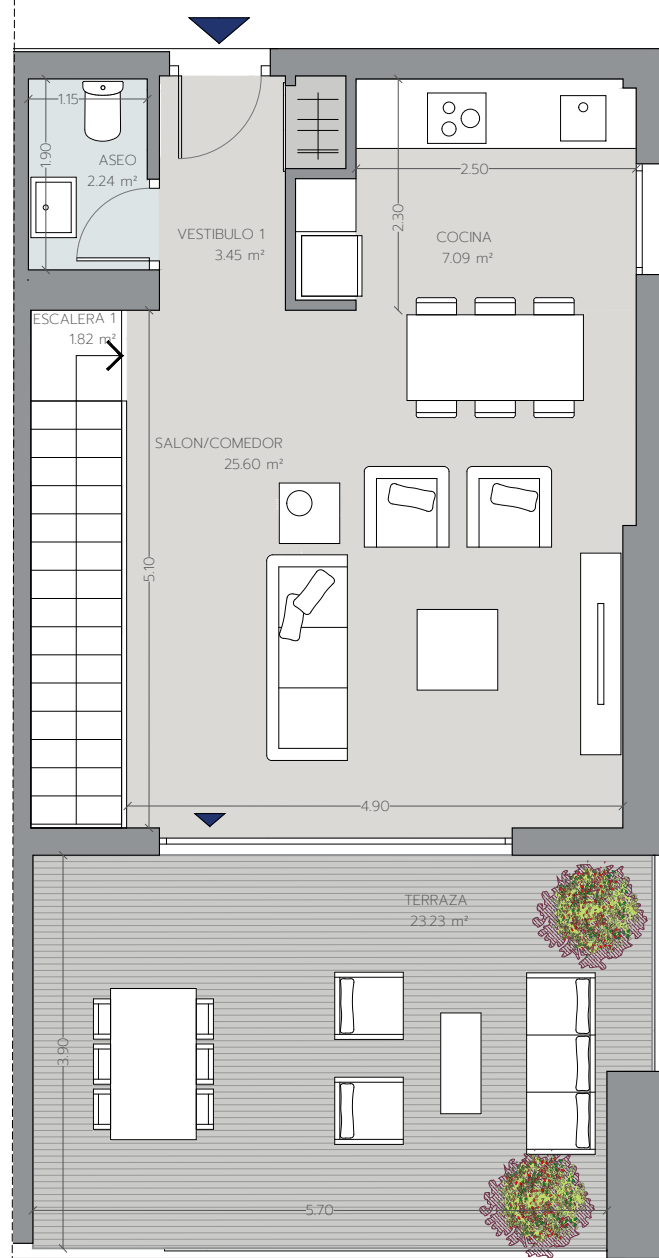 1.15
1.90
ASEO
2.24 m²
VESTIBULO 1
3.45 m²
2.50
2.30
COCINA
7.09 m²
ESCALERA 1
1.82 m²
SALON/COMEDOR
25.60 m²
5.10
4.90
TERRAZA
23.23 m²
3.90
5.70